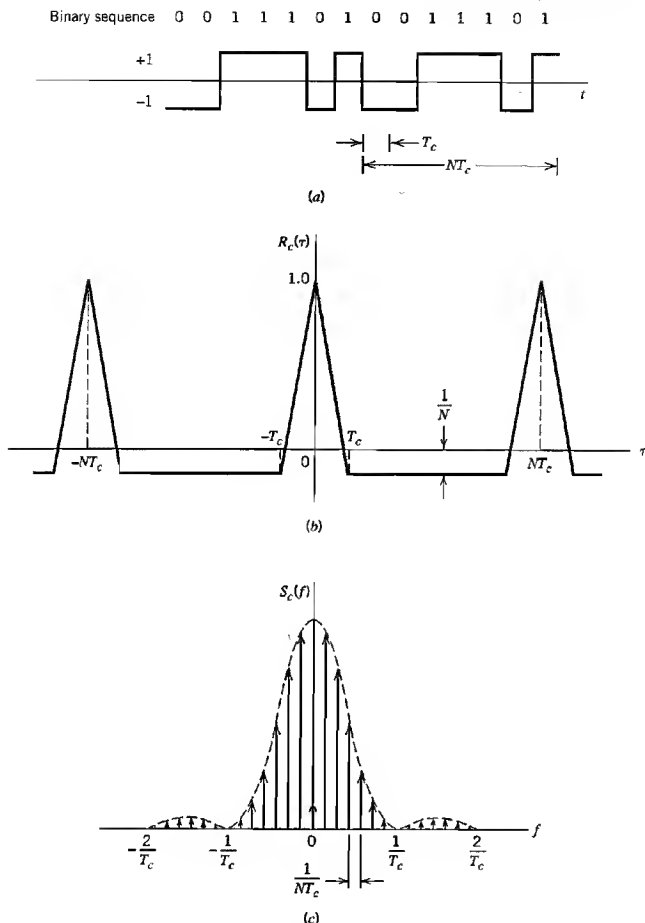 Binary sequence 0 0 1 1 1 0 1 0 0 1 1 1 0 1
+1
-1
t
T_c
NT_c
(a)
R_c(τ)
1.0
1/N
-T_c T_c
-NT_c 0 NT_c τ
(b)
S_c(f)
-2/T_c -1/T_c 0 1/T_c 2/T_c f
1/NT_c
(c)